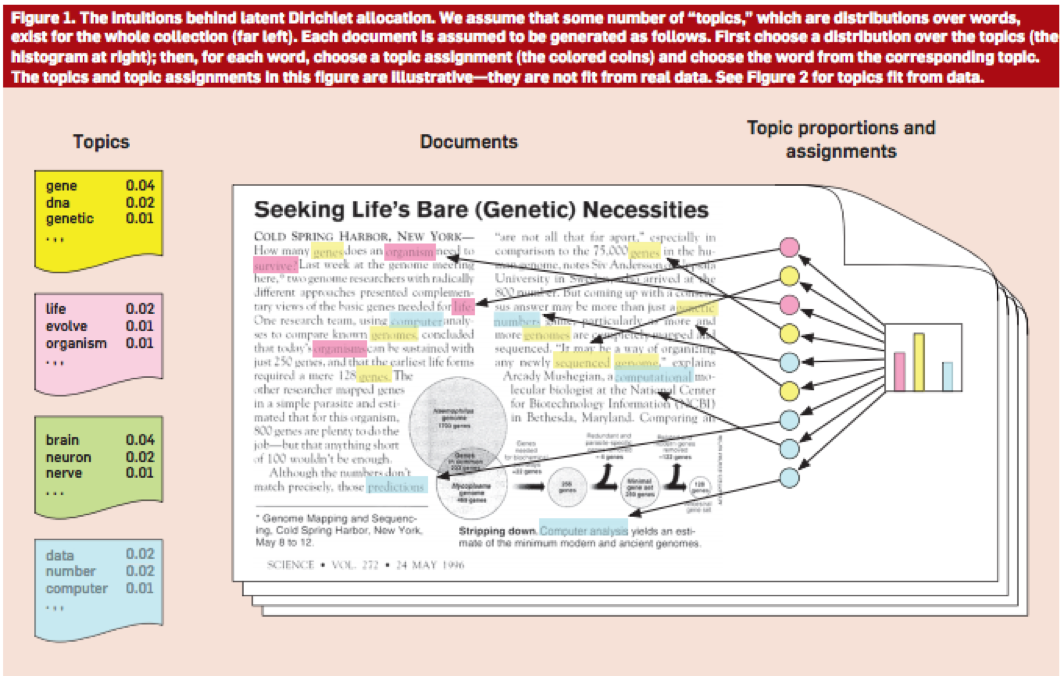 Figure 1. The intuitions behind latent Dirichlet allocation. We assume that some number of “topics,” which are distributions over words,
exist for the whole collection (far left). Each document is assumed to be generated as follows. First choose a distribution over the topics (the
histogram at right); then, for each word, choose a topic assignment (the colored coins) and choose the word from the corresponding topic.
The topics and topic assignments in this figure are illustrative—they are not fit from real data. See Figure 2 for topics fit from data.
Topics
gene 0.04
dna 0.02
genetic 0.01
...
life 0.02
evolve 0.01
organism 0.01
...
brain 0.04
neuron 0.02
nerve 0.01
...
data 0.02
number 0.02
computer 0.01
...
Documents
Seeking Life’s Bare (Genetic) Necessities
COLD SPRING HARBOR, NEW YORK—
How many genes does an organism need to
survive? Last week at the genome meeting
here,* two genome researchers with radically
different approaches presented complemen-
tary views of the basic genes needed for life.
One research team, using computer analy-
ses to compare known genomes, concluded
that today’s organisms can be sustained with
just 250 genes, and that the earliest life forms
required a mere 128 genes. The
other researcher mapped genes
in a simple parasite and esti-
mated that for this organism,
800 genes are plenty to do the
job—but that anything short
of 100 wouldn’t be enough.
Although the numbers don’t
match precisely, those predictions
* Genome Mapping and Sequenc-
ing, Cold Spring Harbor, New York,
May 8 to 12.
“are not all that far apart,” especially in
comparison to the 75,000 genes in the hu-
man genome, notes Siv Andersson
University in Sweden, who arrived at the
800 number. But coming up with a consen-
sus answer may be more than just a genetic
numbers game, particularly as more and
more genomes are completely mapped and
sequenced. “It may be a way of organizing
any newly sequenced genome,” explains
Arcady Mushegian, a computational mo-
lecular biologist at the National Center
for Biotechnology Information (NCBI)
in Bethesda, Maryland. Comparing an
Haemophilus
genome
1703 genes
Genes
in common
233 genes
Mycoplasma
genome
469 genes
Genes
needed
for biochemical
+22 genes
256
genes
Redundant and
parasite-specific
genes removed
– 4 genes
Minimal
gene set
250 genes
removed
–122 genes
128
genes
Ancestral
gene set
Stripping down. Computer analysis yields an esti-
mate of the minimum modern and ancient genomes.
SCIENCE • VOL. 272 • 24 MAY 1996
Topic proportions and
assignments